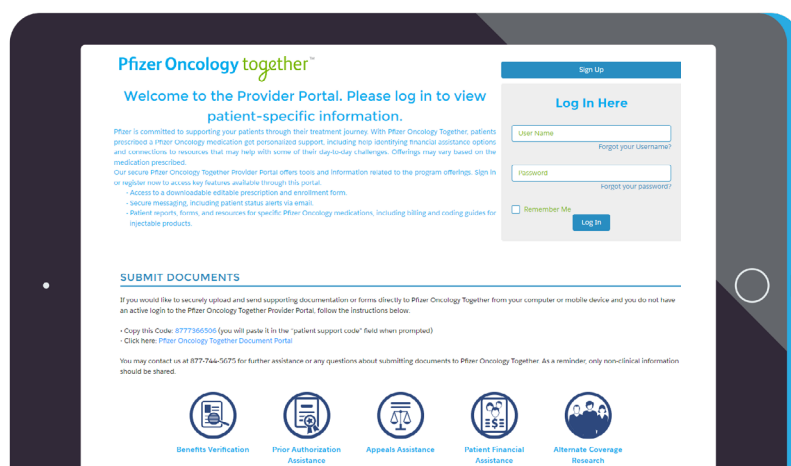 Pfizer Oncology together™
Sign Up
Welcome to the Provider Portal. Please log in to view
patient-specific information.
Pfizer is committed to supporting your patients through their treatment journey. With Pfizer Oncology Together, patients
prescribed a Pfizer Oncology medication get personalized support, including help identifying financial assistance options
and connections to resources that may help with some of their day-to-day challenges. Offerings may vary based on the
medication prescribed.
Our secure Pfizer Oncology Together Provider Portal offers tools and information related to the program offerings. Sign in
or register now to access key features available through this portal.
- Access to a downloadable editable prescription and enrollment form.
- Secure messaging, including patient status alerts via email.
- Patient reports, forms, and resources for specific Pfizer Oncology medications, including billing and coding guides for
injectable products.
Log In Here
User Name
Forgot your Username?
Password
Forgot your password?
Remember Me
Log In
SUBMIT DOCUMENTS
If you would like to securely upload and send supporting documentation or forms directly to Pfizer Oncology Together from your computer or mobile device and you do not have
an active login to the Pfizer Oncology Together Provider Portal, follow the instructions below:
• Copy this Code: 8777366506 (you will paste it in the "patient support code" field when prompted)
• Click here: Pfizer Oncology Together Document Portal
You may contact us at 877-744-5675 for further assistance or any questions about submitting documents to Pfizer Oncology Together. As a reminder, only non-clinical information
should be shared.
Benefits Verification
Prior Authorization
Assistance
Appeals Assistance
Patient Financial
Assistance
Alternate Coverage
Research